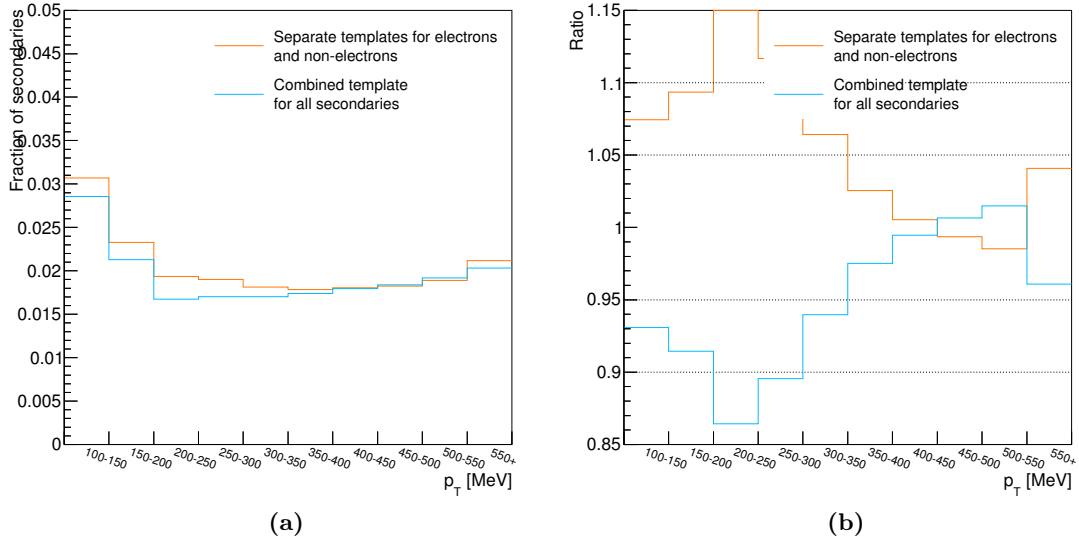 Fraction of secondaries
0.05
0.045
0.04
0.035
0.03
0.025
0.02
0.015
0.01
0.005
0
Separate templates for electrons
and non-electrons
Combined template
for all secondaries
100-150
150-200
200-250
250-300
300-350
350-400
400-450
450-500
500-550
550+
p_T [MeV]
(a)
Ratio
1.15
1.1
1.05
1
0.95
0.9
0.85
Separate templates for electrons
and non-electrons
Combined template
for all secondaries
100-150
150-200
200-250
250-300
300-350
350-400
400-450
450-500
500-550
550+
p_T [MeV]
(b)